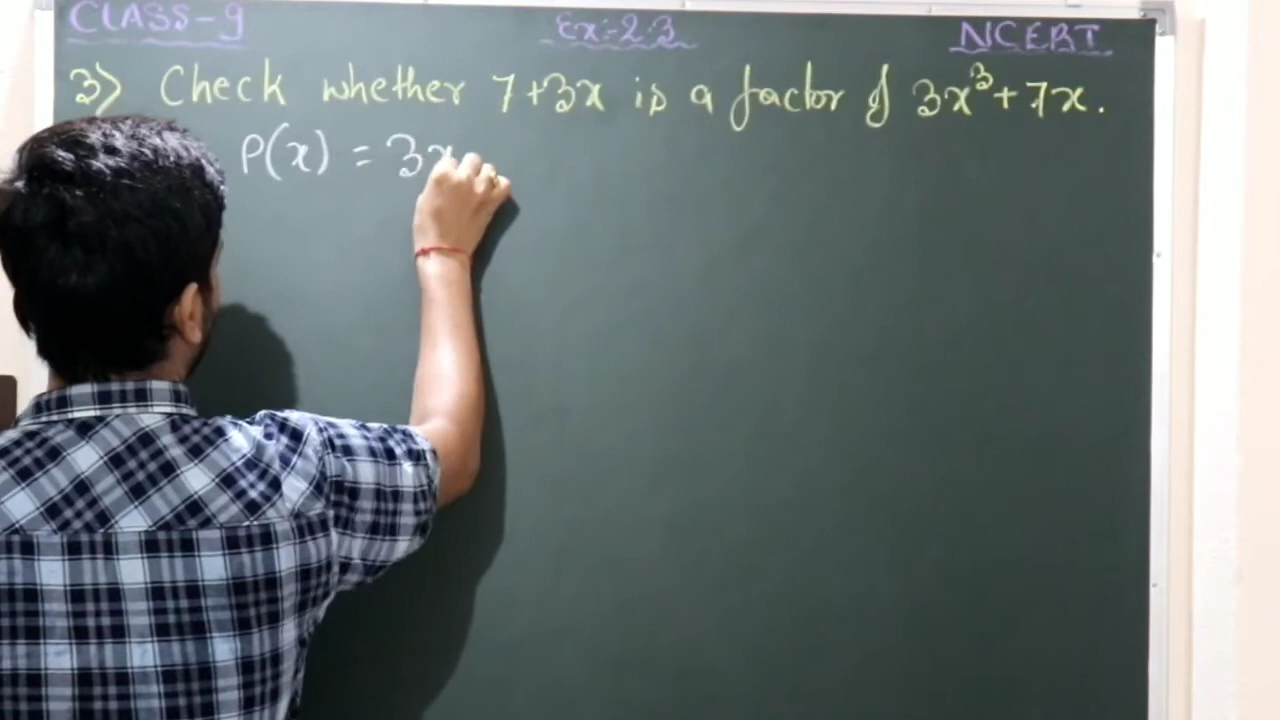 CLASS-9 Ex:-2.3 NCERT
3) Check whether 7+3x is a factor of 3x³+7x.
P(x) = 3x